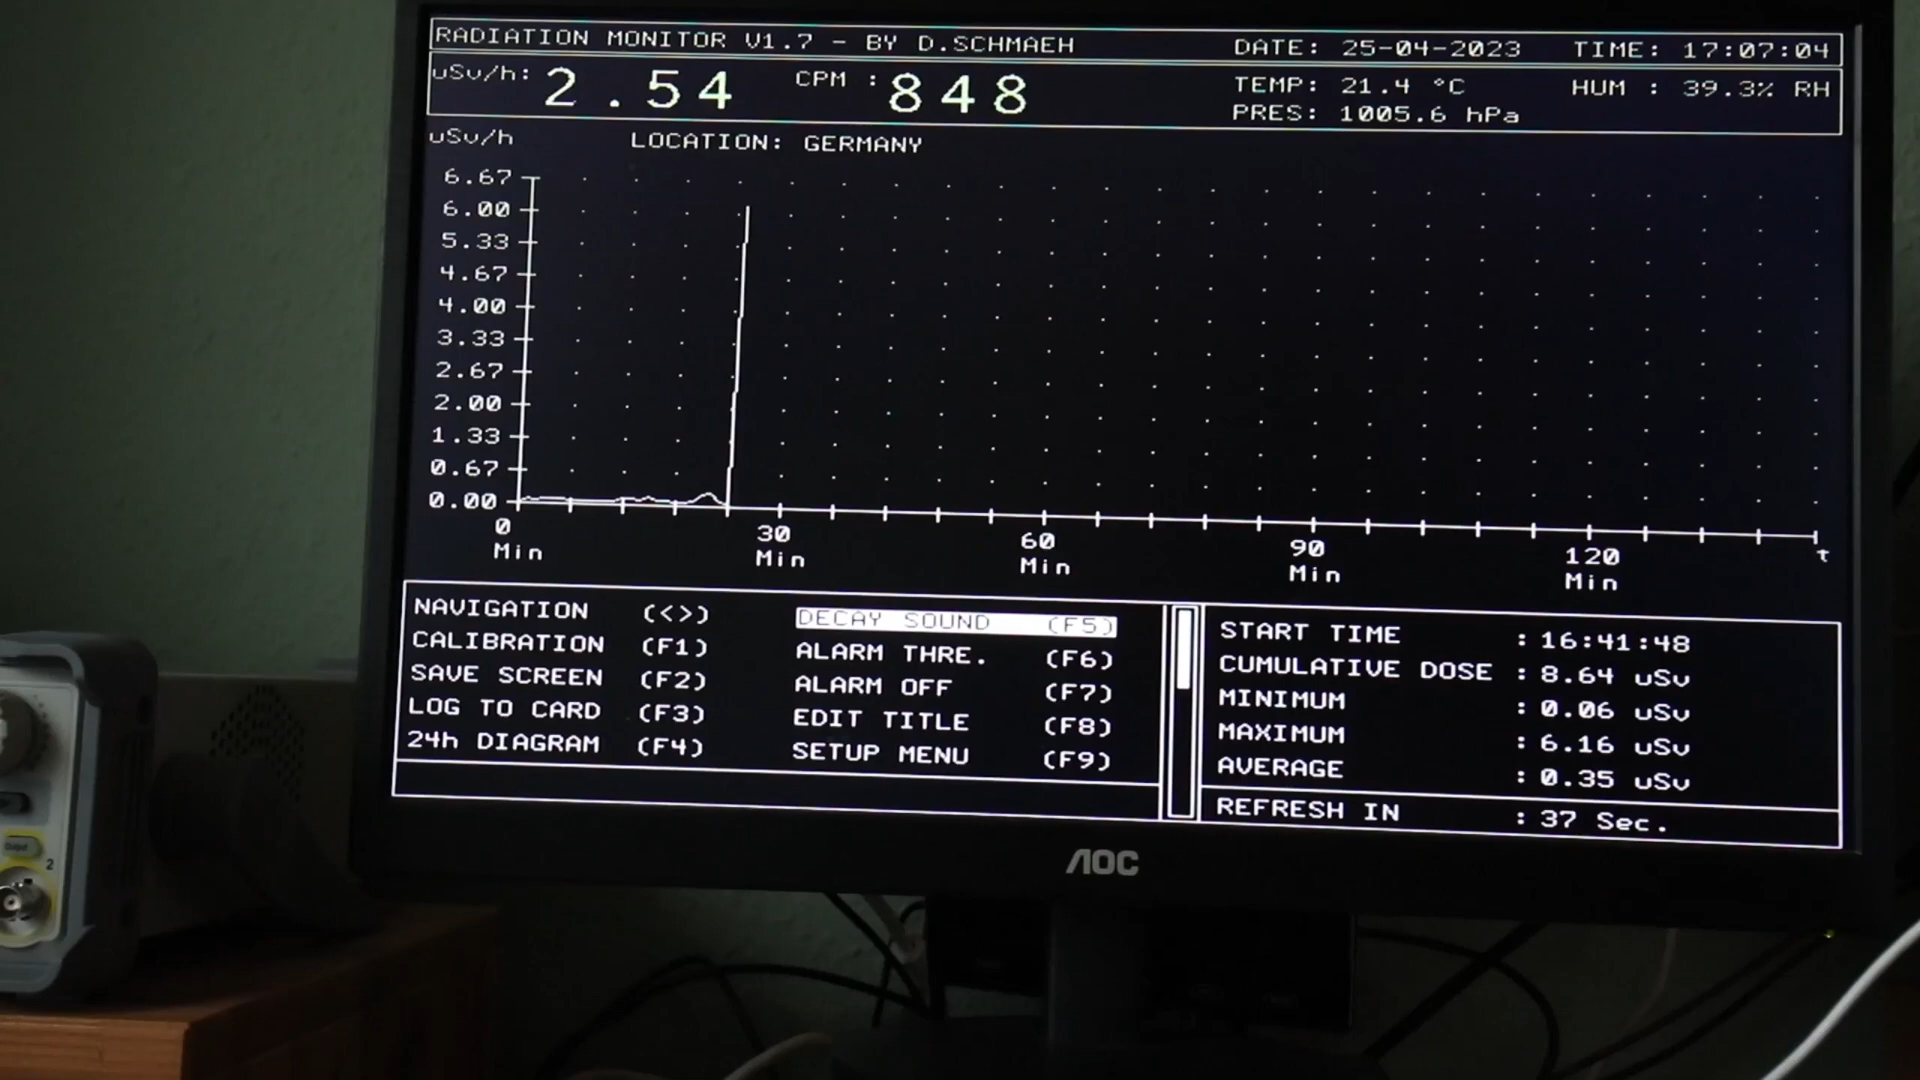 RADIATION MONITOR V1.7 - BY D.SCHMAEH DATE: 25-04-2023 TIME: 17:07:04
uSv/h: 2.54 CPM : 848 TEMP: 21.4 °C HUM : 39.3% RH
PRES: 1005.6 hPa
uSv/h LOCATION: GERMANY
6.67
6.00
5.33
4.67
4.00
3.33
2.67
2.00
1.33
0.67
0.00
0 30 60 90 120 t
Min Min Min Min Min
NAVIGATION (<>) DECAY SOUND (F5)
CALIBRATION (F1) ALARM THRE. (F6)
SAVE SCREEN (F2) ALARM OFF (F7)
LOG TO CARD (F3) EDIT TITLE (F8)
24h DIAGRAM (F4) SETUP MENU (F9)
START TIME : 16:41:48
CUMULATIVE DOSE : 8.64 uSv
MINIMUM : 0.06 uSv
MAXIMUM : 6.16 uSv
AVERAGE : 0.35 uSv
REFRESH IN : 37 Sec.
AOC
Output
2